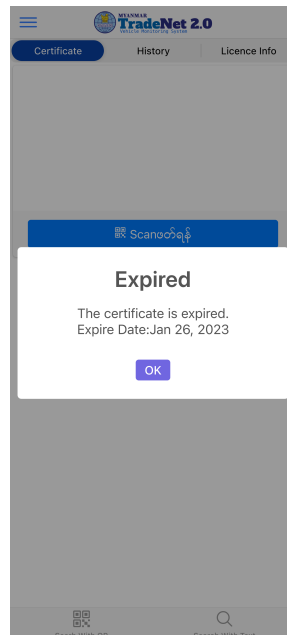 MYANMAR
TradeNet 2.0
Vehicle Monitoring System
Certificate
History
Licence Info
Scanဖတ်ရန်
Expired
The certificate is expired.
Expire Date:Jan 26, 2023
OK